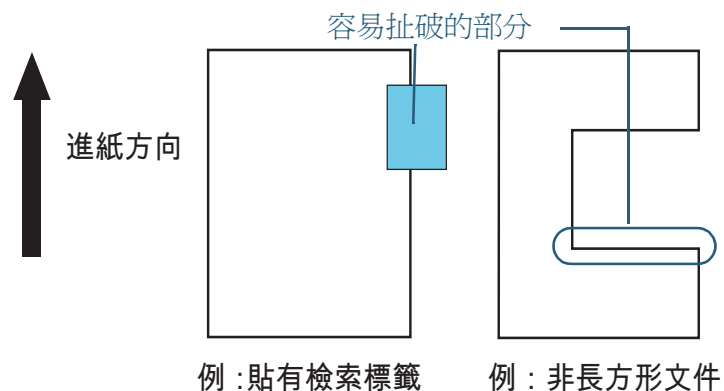 容易扯破的部分
進紙方向
例 :貼有檢索標籤
例：非長方形文件